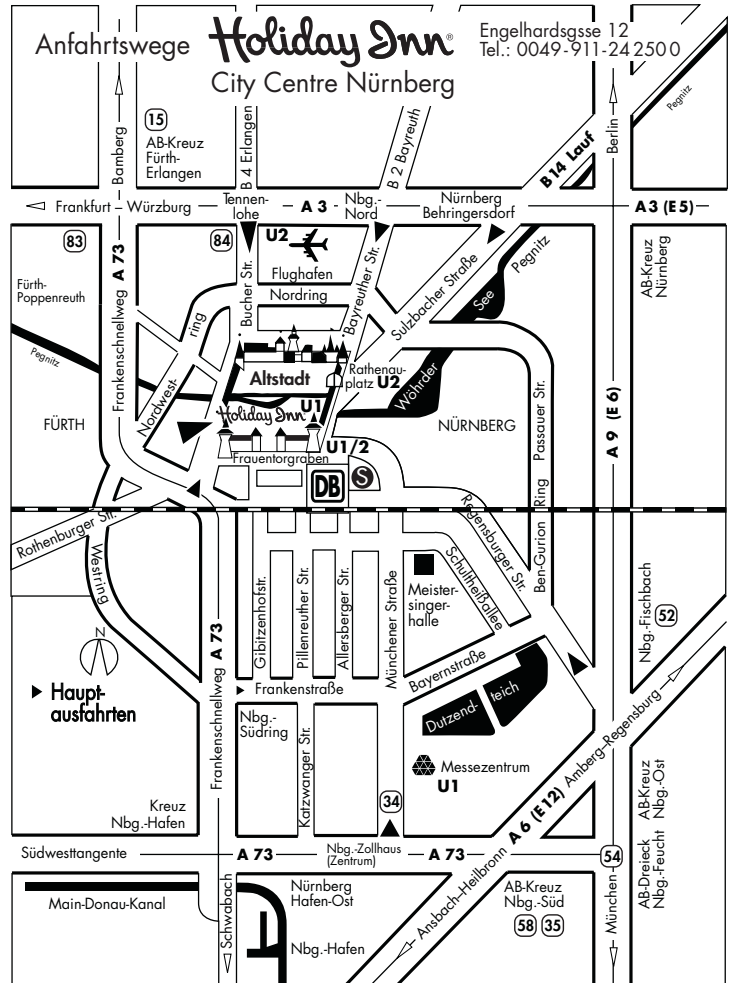 Anfahrtswege
Holiday Inn®
City Centre Nürnberg
Engelhardsgsse 12
Tel.: 0049-911-242500
Pegnitz
Bamberg
15
AB-Kreuz
Fürth-
Erlangen
B 4 Erlangen
B 2 Bayreuth
B 14 Lauf
Berlin
Frankfurt – Würzburg
Tennen-
lohe
A 3
Nbg.-
Nord
Nürnberg
Behringersdorf
A 3 (E 5)
83
A 73
84
U2
Flughafen
Nordring
Bucher Str.
Bayreuther Str.
Sulzbacher Straße
Pegnitz
See
Wöhrder
AB-Kreuz
Nürnberg
Fürth-
Poppenreuth
Pegnitz
Frankenschnellweg
Nordwest-
ring
Altstadt
Rathenau-
platz U2
Holiday Inn®
U1
FÜRTH
NÜRNBERG
Passauer Str.
A 9 (E 6)
U1/2
Frauentorgraben
DB
S
Ben-Gurion Ring
Rothenburger Str.
Westring
Regensburger Str.
Schultheißallee
Gibitzenhofstr.
Pillenreuther Str.
Allersberger Str.
Münchener Straße
Meister-
singer-
halle
Nbg.-Fischbach
52
N
Haupt-
ausfahrten
Frankenschnellweg A 73
Frankenstraße
Bayernstraße
Dutzend-
teich
Nbg.-
Südring
Katzwanger Str.
Messezentrum
U1
34
Kreuz
Nbg.-Hafen
A 6 (E 12)
Amberg–Regensburg
AB-Kreuz
Nbg.-Ost
Südwesttangente
A 73
Nbg.-Zollhaus
(Zentrum)
A 73
54
AB-Dreieck
Nbg.-Feucht
Main-Donau-Kanal
Schwabach
Nürnberg
Hafen-Ost
Nbg.-Hafen
Ansbach–Heilbronn
AB-Kreuz
Nbg.-Süd
58 35
München